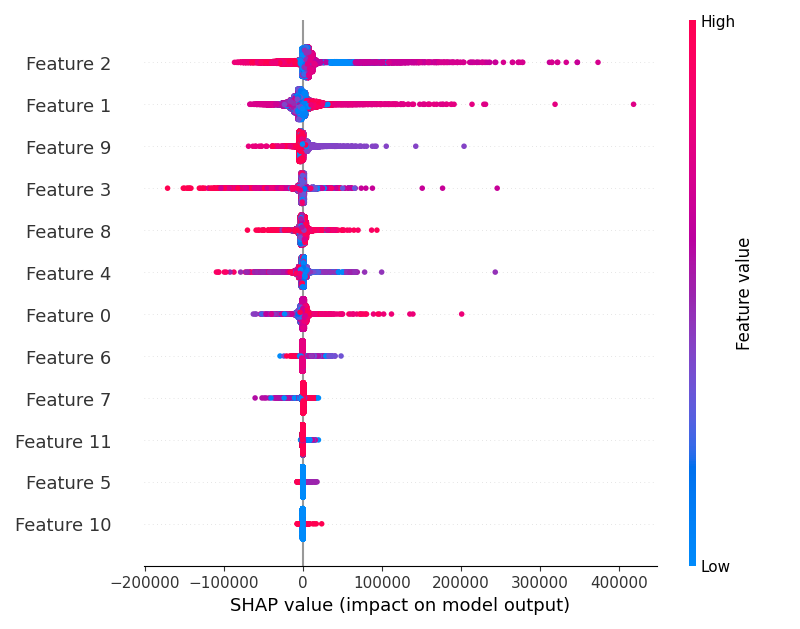 High
Feature 2
Feature 1
Feature 9
Feature 3
Feature 8
Feature 4
Feature 0
Feature 6
Feature 7
Feature 11
Feature 5
Feature 10
Feature value
Low
−200000 −100000 0 100000 200000 300000 400000
SHAP value (impact on model output)